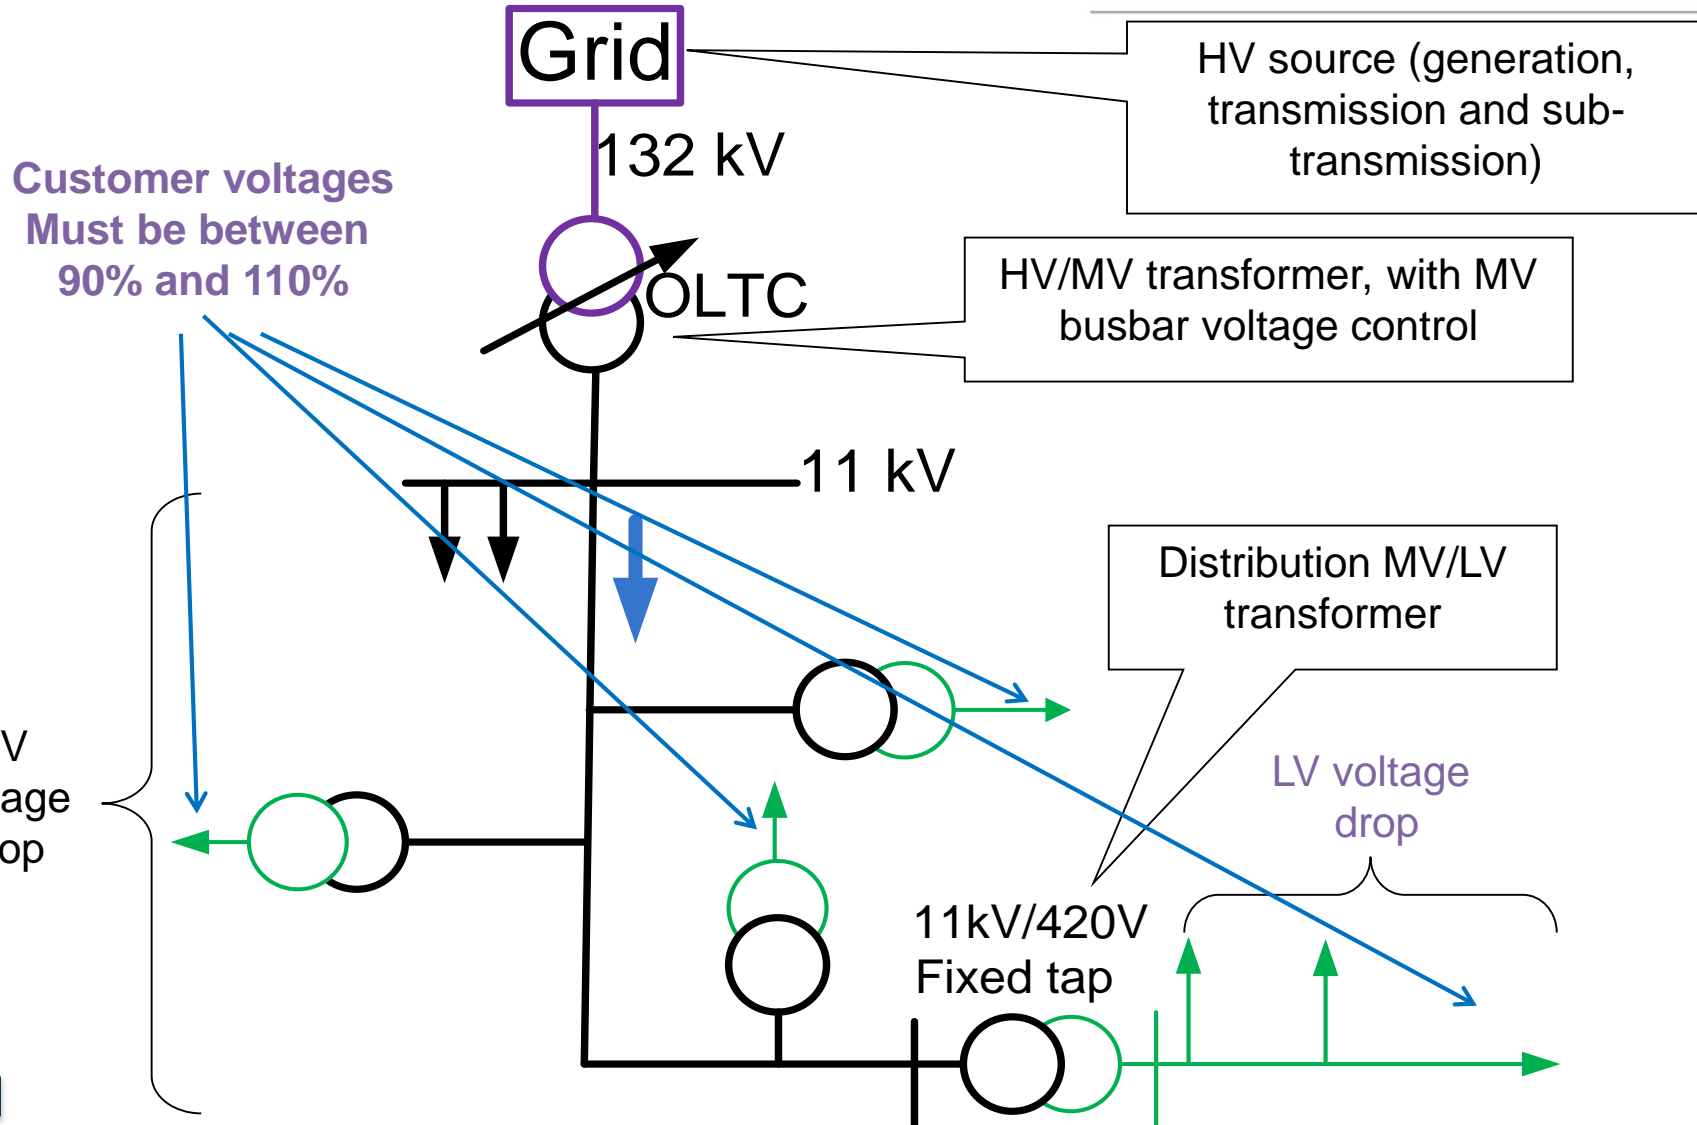 Grid
HV source (generation,
transmission and sub-
transmission)
132 kV
Customer voltages
Must be between
90% and 110%
OLTC
HV/MV transformer, with MV
busbar voltage control
11 kV
Distribution MV/LV
transformer
V
age
op
LV voltage
drop
11kV/420V
Fixed tap